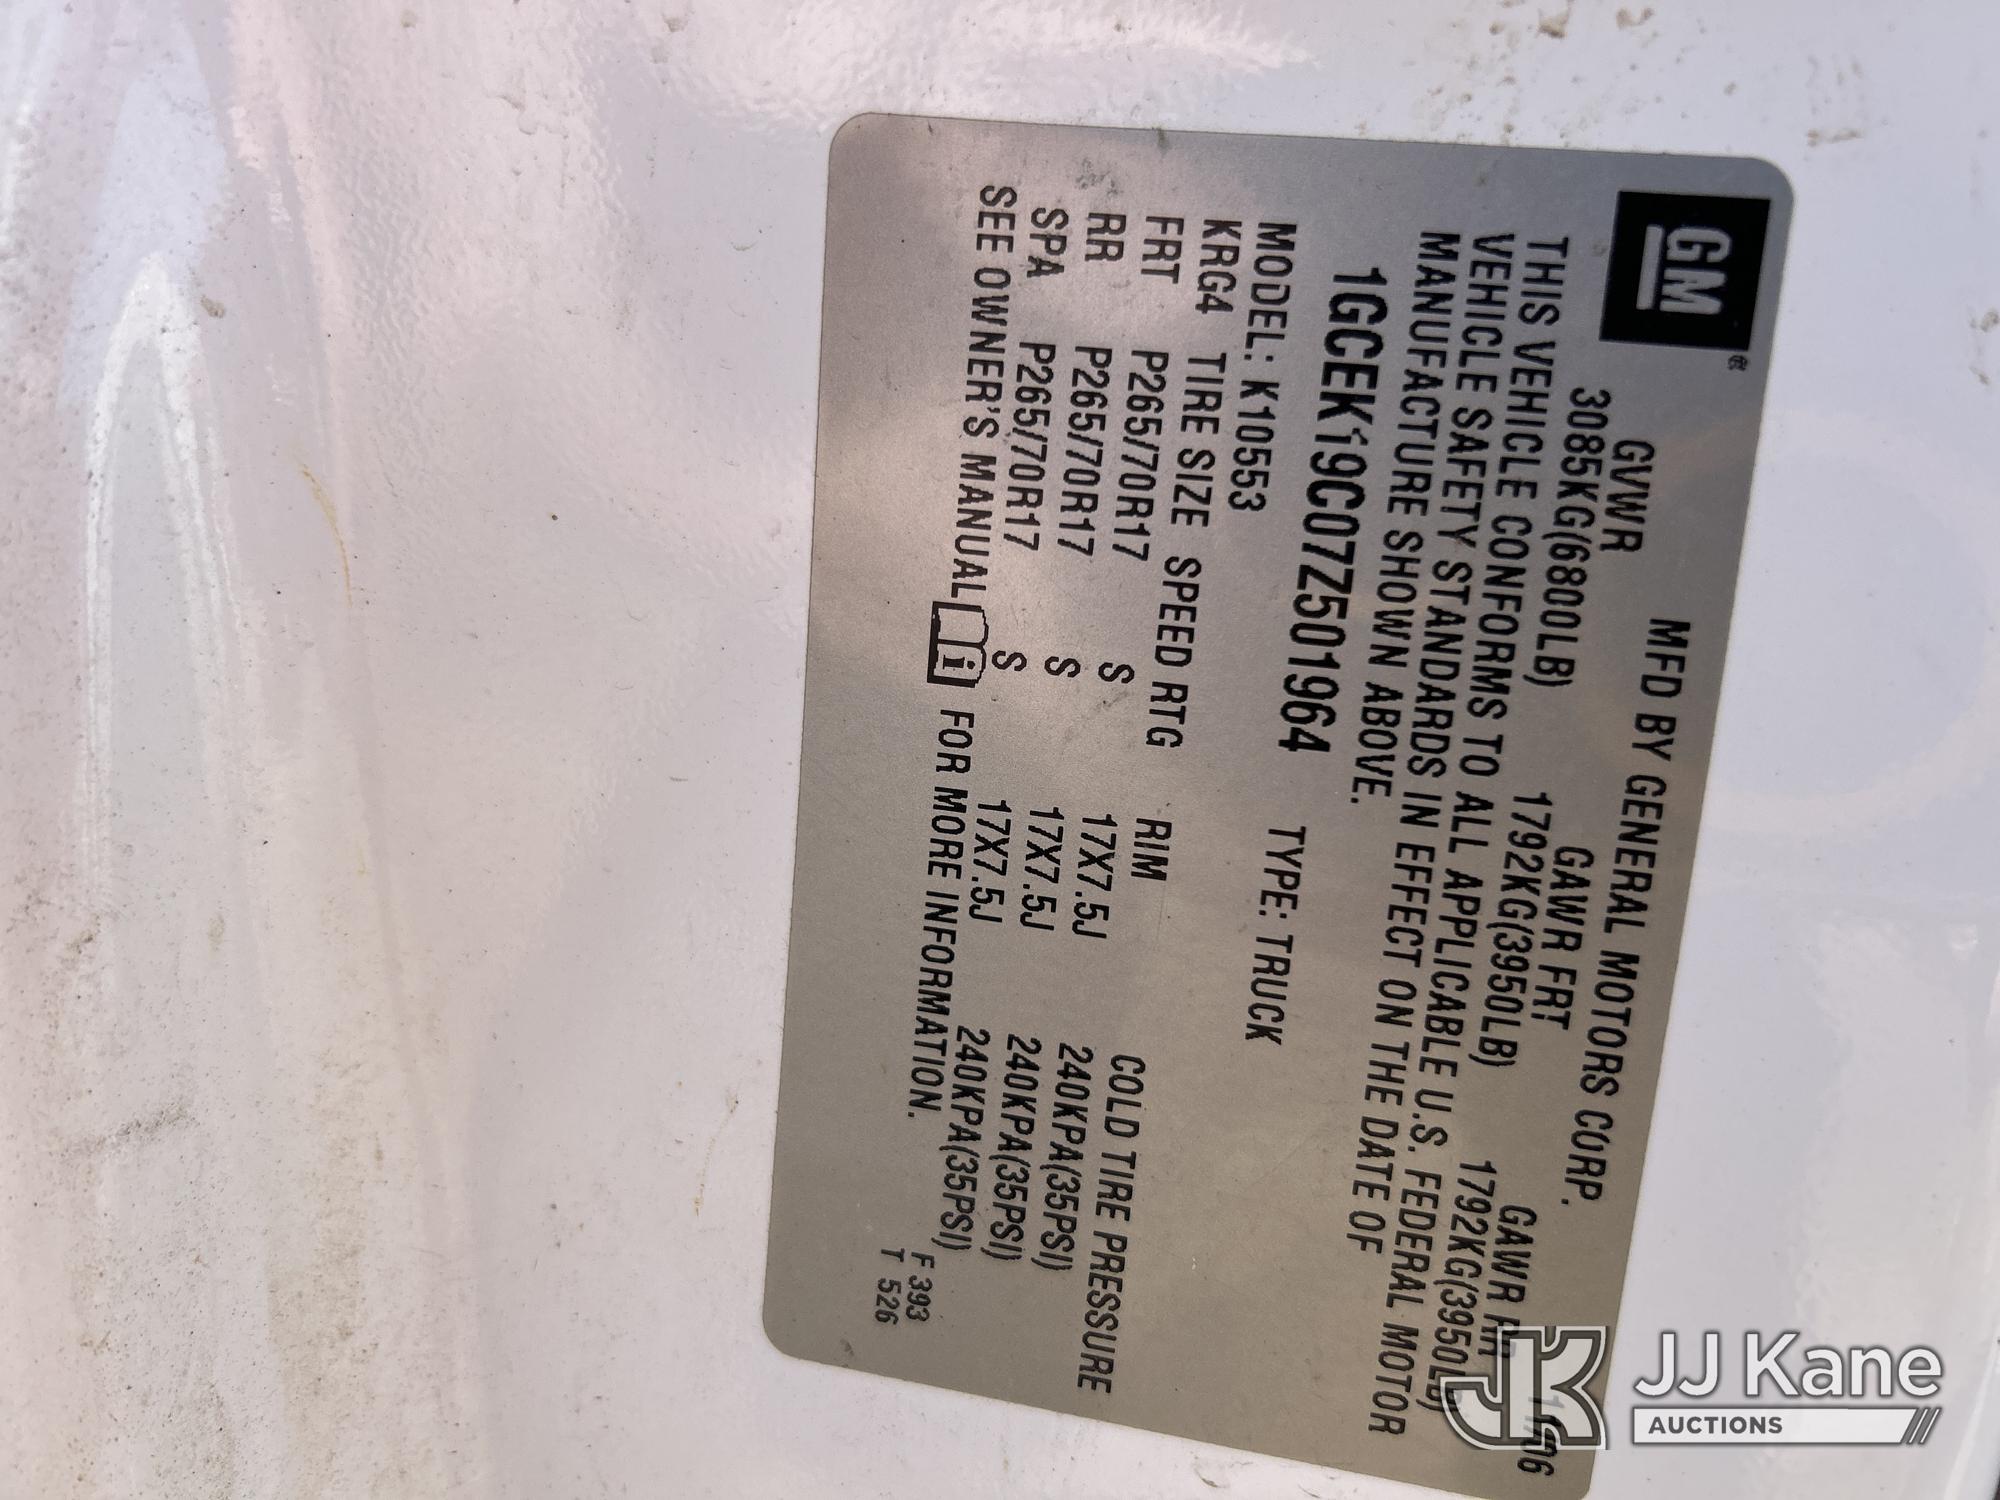 GM ®
MFD BY GENERAL MOTORS CORP.
GVWR GAWR FRT GAWR RR
3085KG(6800LB) 1792KG(3950LB) 1792KG(3950LB)
THIS VEHICLE CONFORMS TO ALL APPLICABLE U.S. FEDERAL MOTOR
VEHICLE SAFETY STANDARDS IN EFFECT ON THE DATE OF
MANUFACTURE SHOWN ABOVE.
1GCEK19C07Z501964 TYPE: TRUCK
MODEL: K10553
KRG4 TIRE SIZE SPEED RTG RIM COLD TIRE PRESSURE
FRT P265/70R17 S 17X7.5J 240KPA(35PSI)
RR P265/70R17 S 17X7.5J 240KPA(35PSI)
SPA P265/70R17 S 17X7.5J 240KPA(35PSI)
SEE OWNER'S MANUAL i FOR MORE INFORMATION.
F 393
T 526
JK JJ Kane
AUCTIONS